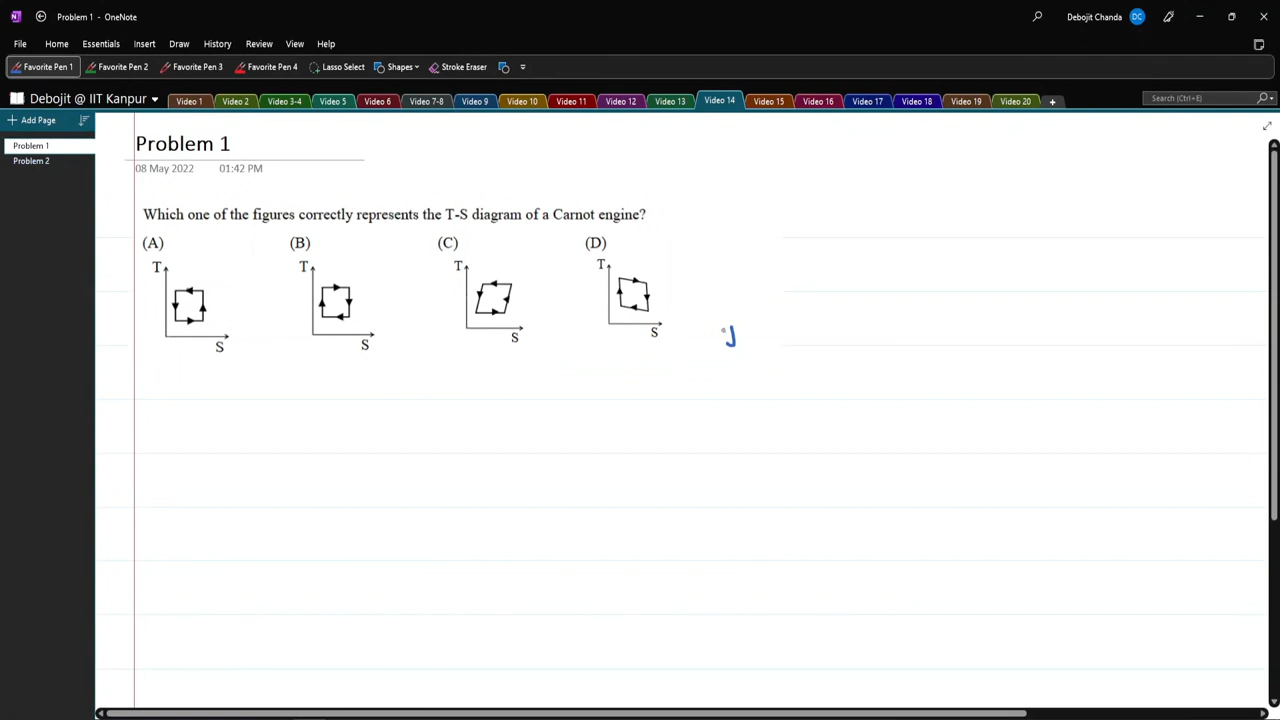 Problem 1 - OneNote
Debojit Chanda DC
File Home Essentials Insert Draw History Review View Help
Favorite Pen 1 Favorite Pen 2 Favorite Pen 3 Favorite Pen 4 Lasso Select Shapes Stroke Eraser
Debojit @ IIT Kanpur Video 1 Video 2 Video 3-4 Video 5 Video 6 Video 7-8 Video 9 Video 10 Video 11 Video 12 Video 13 Video 14 Video 15 Video 16 Video 17 Video 18 Video 19 Video 20 + Search (Ctrl+E)
+ Add Page
Problem 1
Problem 2
Problem 1
08 May 2022 01:42 PM
Which one of the figures correctly represents the T-S diagram of a Carnot engine?
(A) (B) (C) (D)
T T T T
S S S S